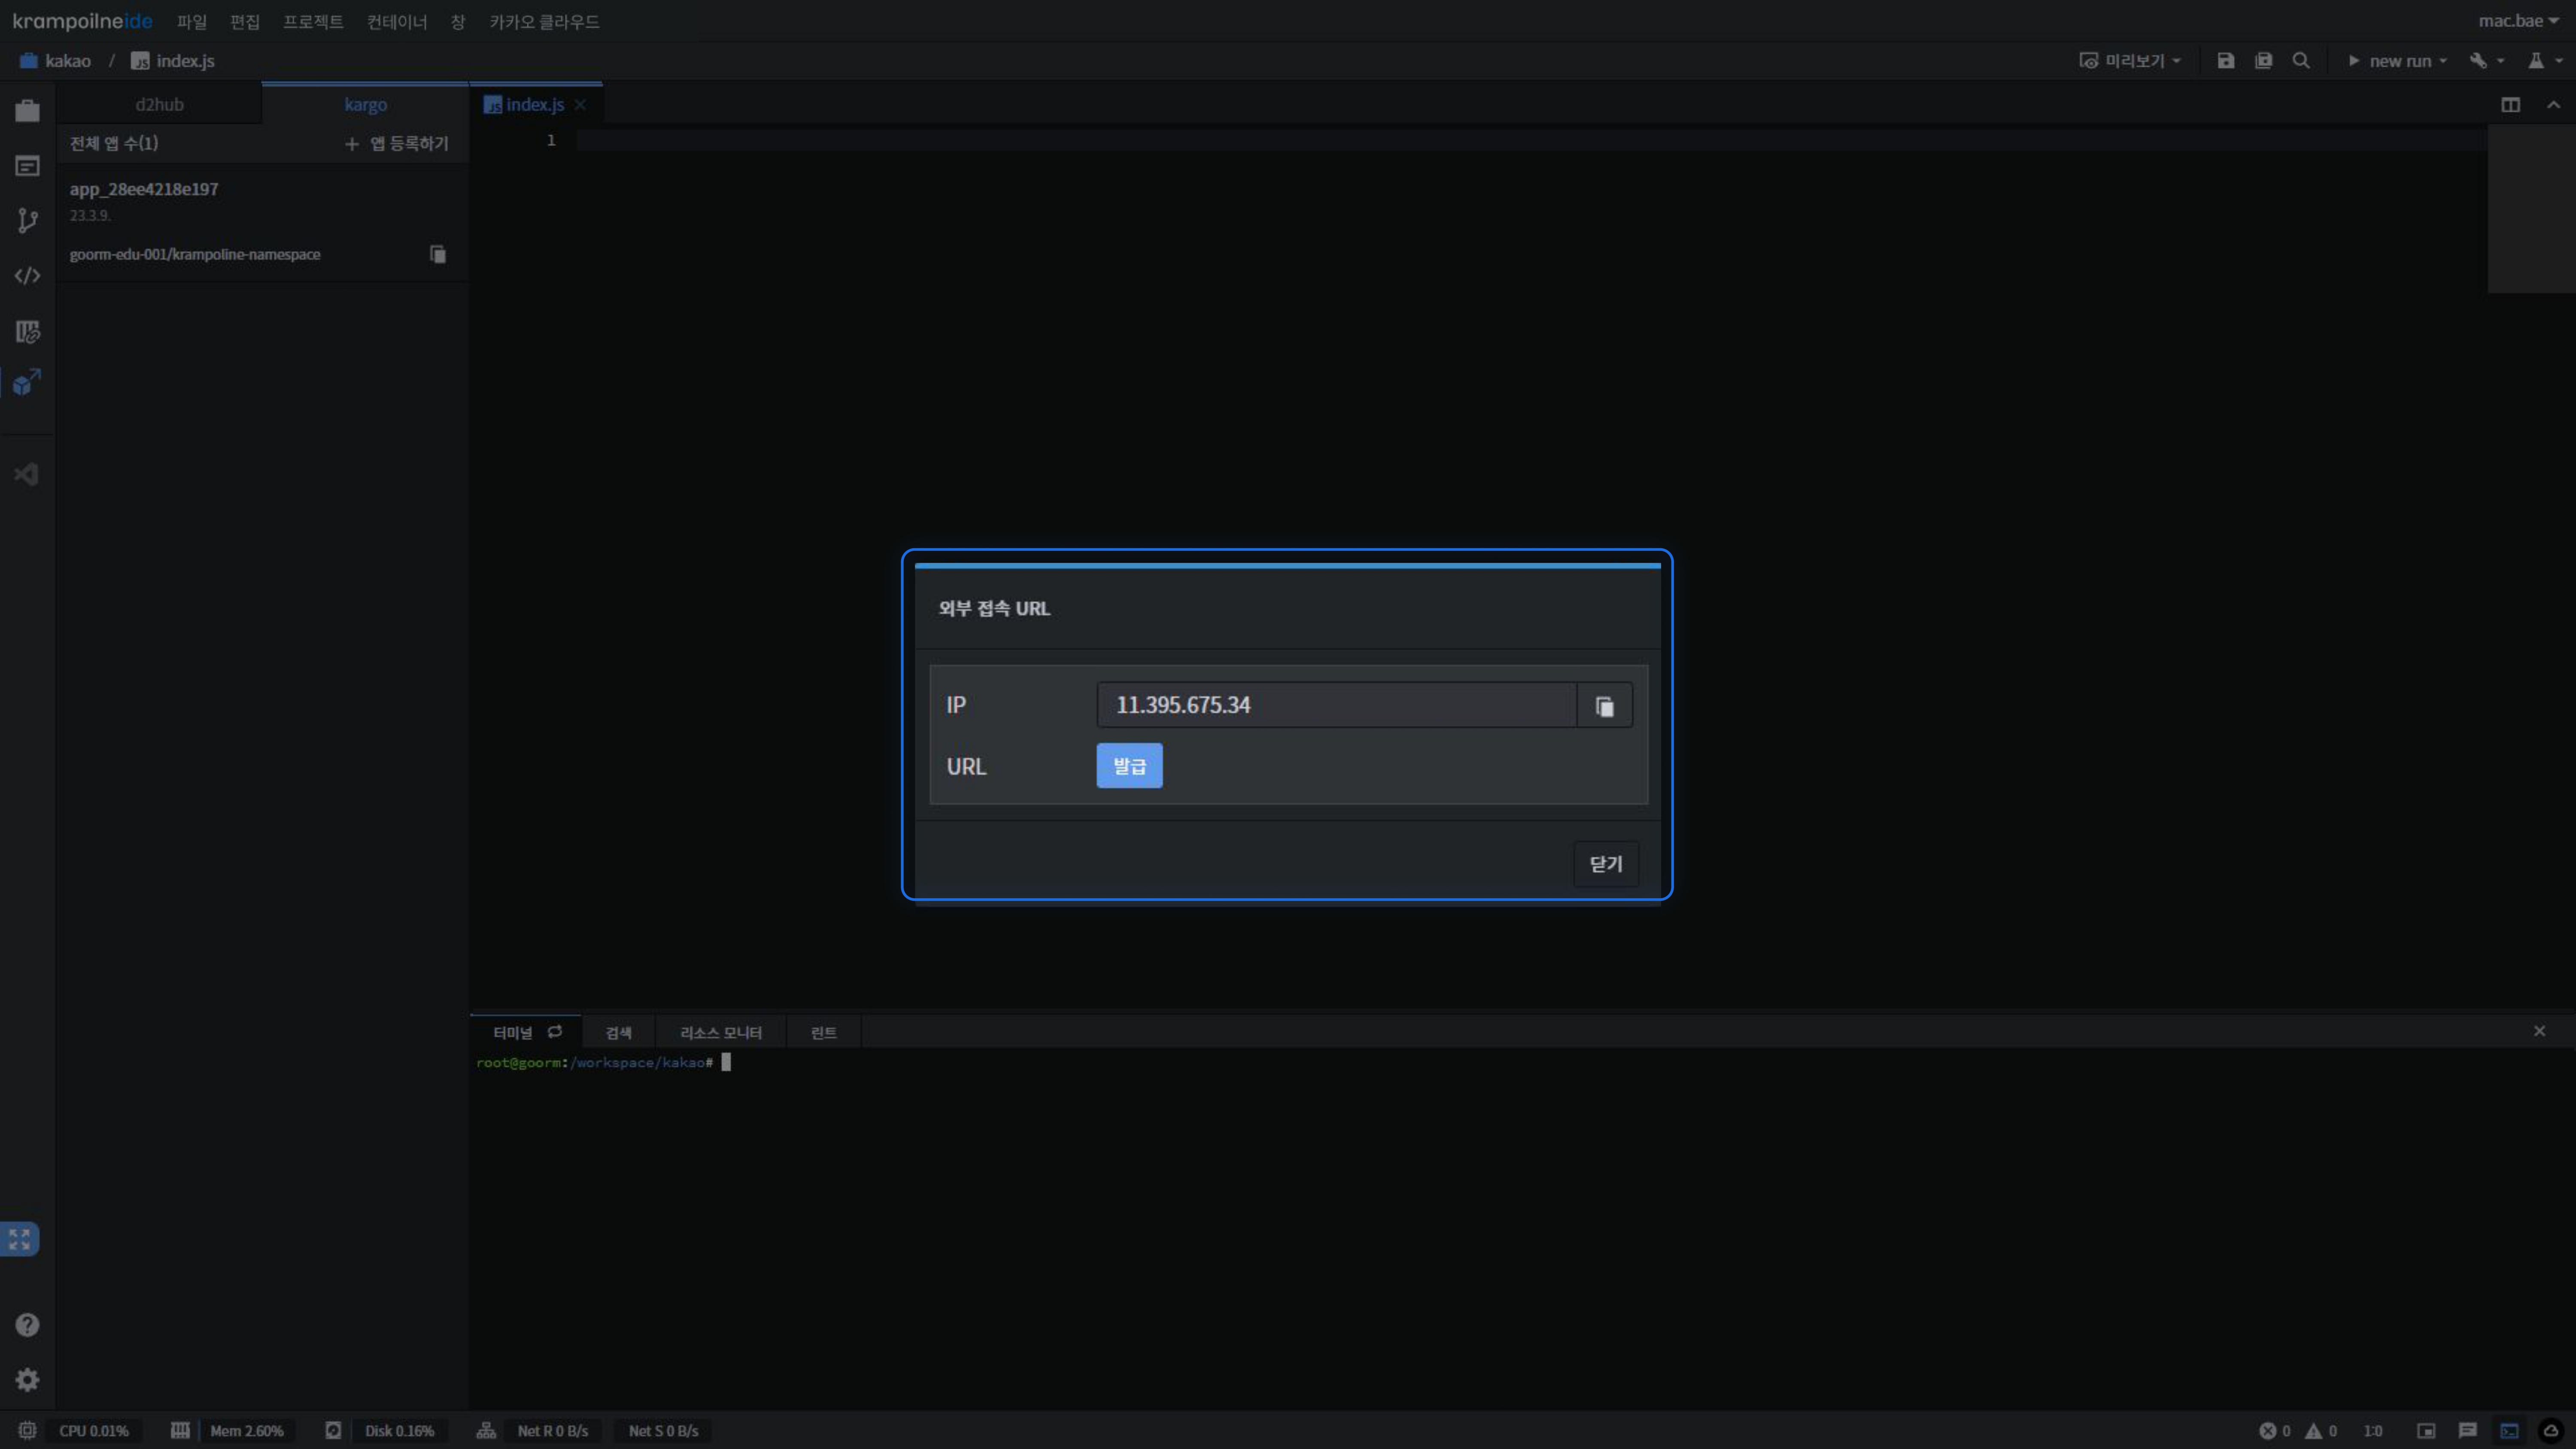 krampoilneide 파일 편집 프로젝트 컨테이너 창 카카오 클라우드 mac.bae
kakao / JS index.js 미리보기 new run
d2hub kargo JS index.js
전체 앱 수(1) 앱 등록하기
1
app_28ee4218e197
23.3.9.
goorm-edu-001/krampoline-namespace
외부 접속 URL
IP 11.395.675.34
URL 발급
닫기
터미널 검색 리소스 모니터 린트
root@goorm:/workspace/kakao#
CPU 0.01% Mem 2.60% Disk 0.16% Net R 0 B/s Net S 0 B/s 0 0 1:0